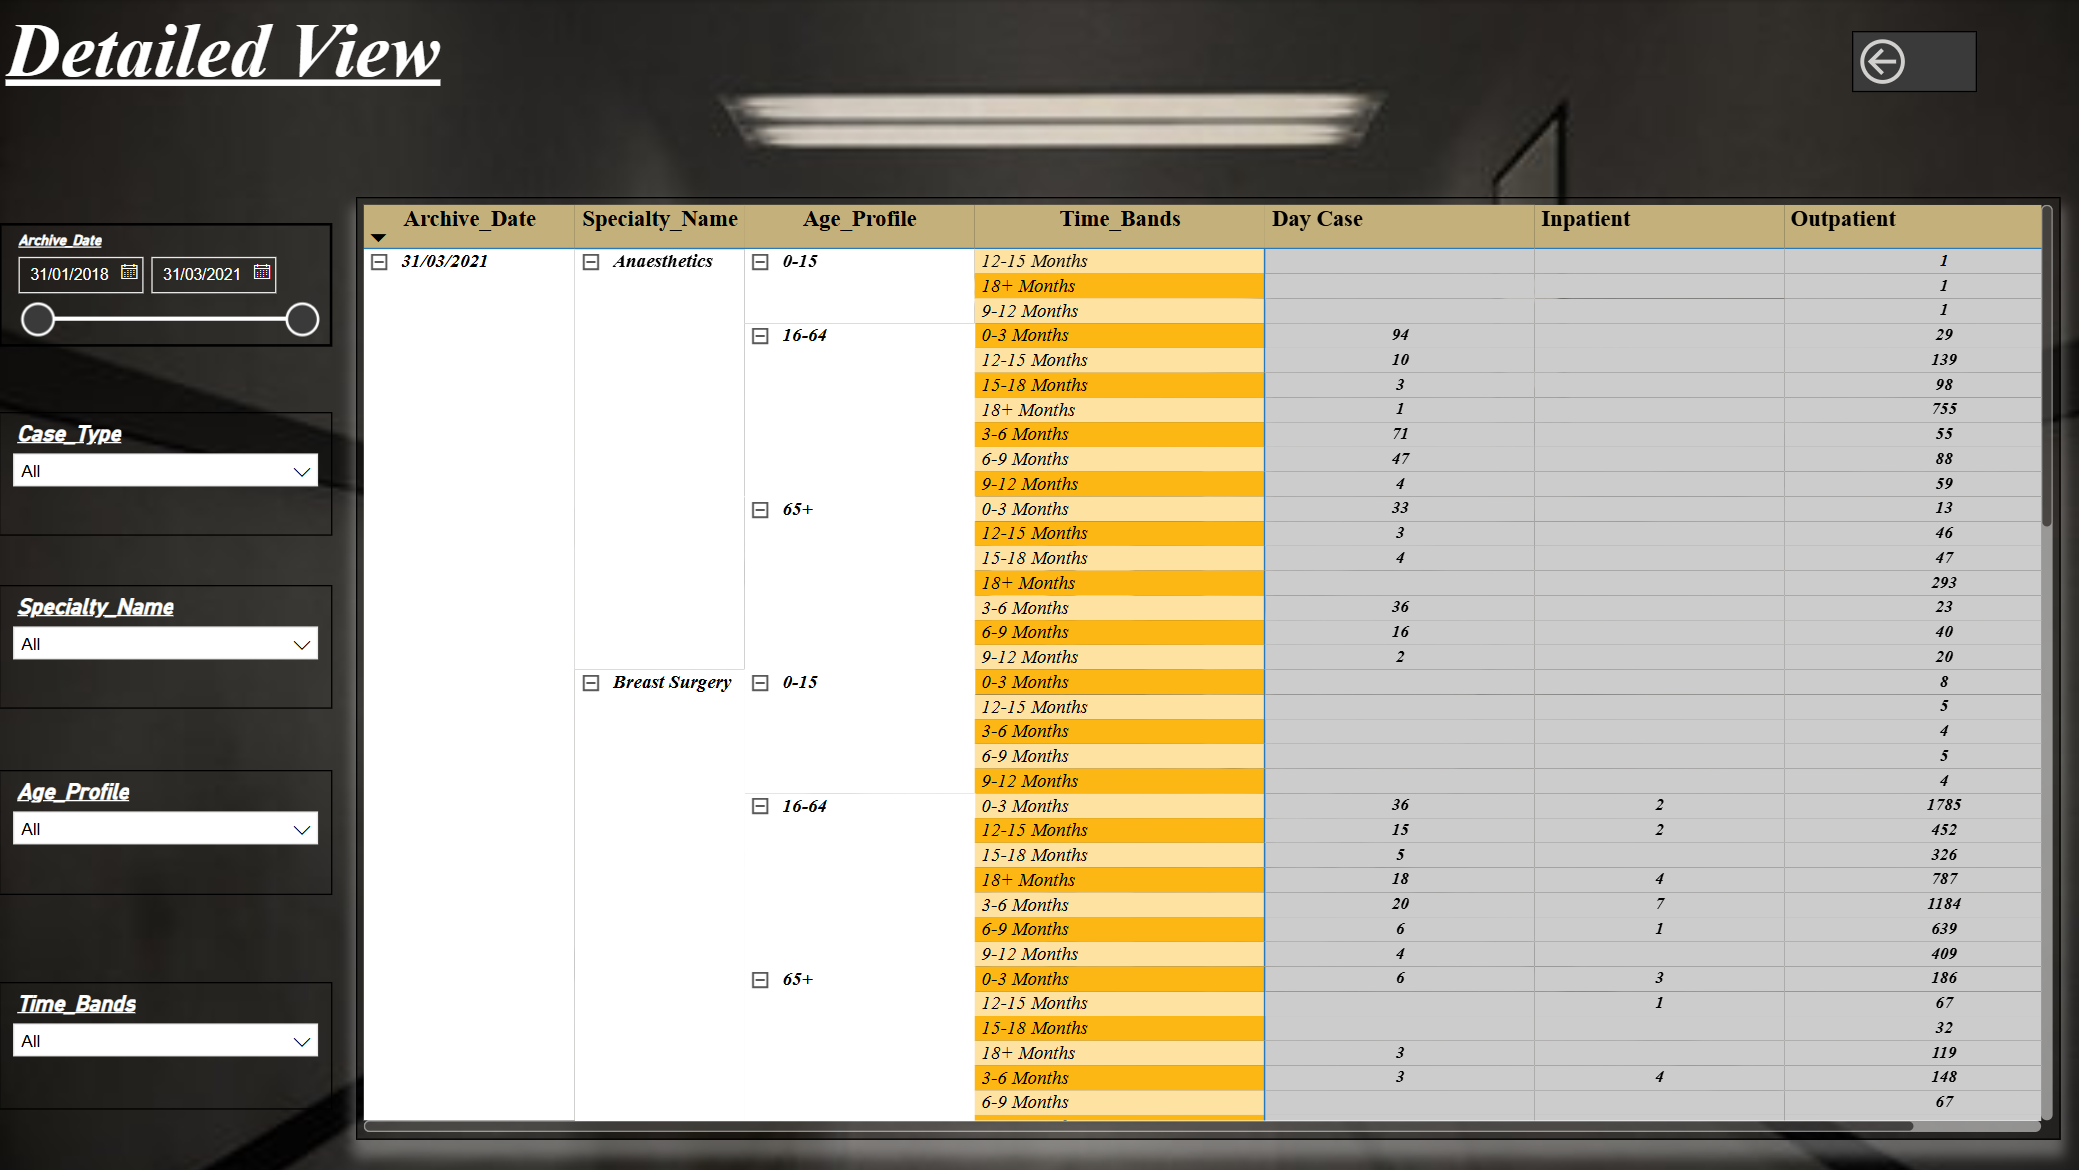 Detailed View
Archive_Date
31/01/2018 31/03/2021
Case_Type
All
Specialty_Name
All
Age_Profile
All
Time_Bands
All
Archive_Date Specialty_Name Age_Profile Time_Bands Day Case Inpatient Outpatient
31/03/2021 Anaesthetics 0-15 12-15 Months 1
18+ Months 1
9-12 Months 1
16-64 0-3 Months 94 29
12-15 Months 10 139
15-18 Months 3 98
18+ Months 1 755
3-6 Months 71 55
6-9 Months 47 88
9-12 Months 4 59
65+ 0-3 Months 33 13
12-15 Months 3 46
15-18 Months 4 47
18+ Months 293
3-6 Months 36 23
6-9 Months 16 40
9-12 Months 2 20
Breast Surgery 0-15 0-3 Months 8
12-15 Months 5
3-6 Months 4
6-9 Months 5
9-12 Months 4
16-64 0-3 Months 36 2 1785
12-15 Months 15 2 452
15-18 Months 5 326
18+ Months 18 4 787
3-6 Months 20 7 1184
6-9 Months 6 1 639
9-12 Months 4 409
65+ 0-3 Months 6 3 186
12-15 Months 1 67
15-18 Months 32
18+ Months 3 119
3-6 Months 3 4 148
6-9 Months 67